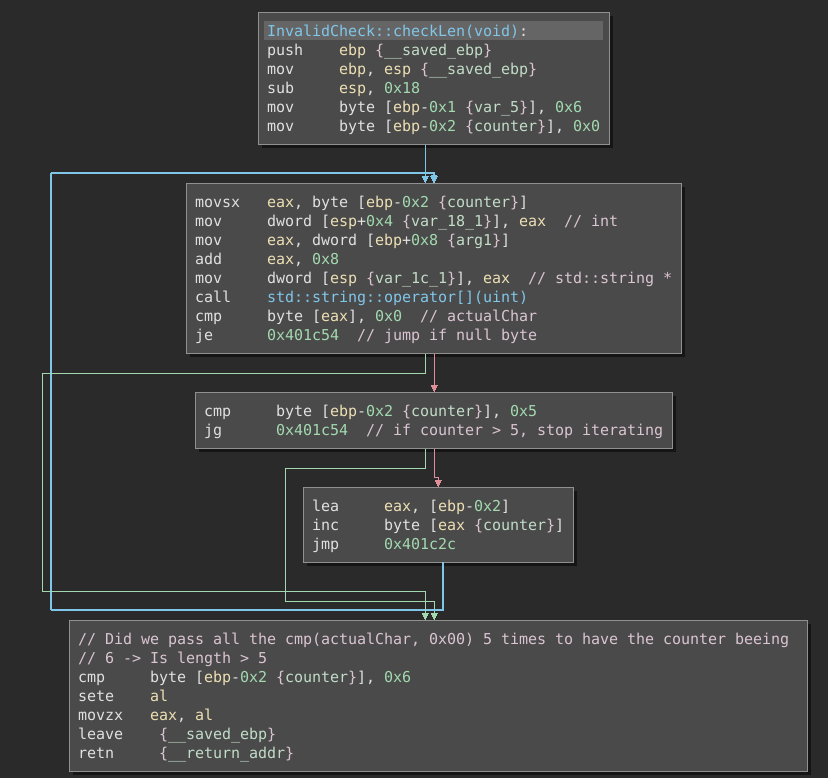 InvalidCheck::checkLen(void):
push ebp {__saved_ebp}
mov ebp, esp {__saved_ebp}
sub esp, 0x18
mov byte [ebp-0x1 {var_5}], 0x6
mov byte [ebp-0x2 {counter}], 0x0
movsx eax, byte [ebp-0x2 {counter}]
mov dword [esp+0x4 {var_18_1}], eax // int
mov eax, dword [ebp+0x8 {arg1}]
add eax, 0x8
mov dword [esp {var_1c_1}], eax // std::string *
call std::string::operator[](uint)
cmp byte [eax], 0x0 // actualChar
je 0x401c54 // jump if null byte
cmp byte [ebp-0x2 {counter}], 0x5
jg 0x401c54 // if counter > 5, stop iterating
lea eax, [ebp-0x2]
inc byte [eax {counter}]
jmp 0x401c2c
// Did we pass all the cmp(actualChar, 0x00) 5 times to have the counter beeing
// 6 -> Is length > 5
cmp byte [ebp-0x2 {counter}], 0x6
sete al
movzx eax, al
leave {__saved_ebp}
retn {__return_addr}